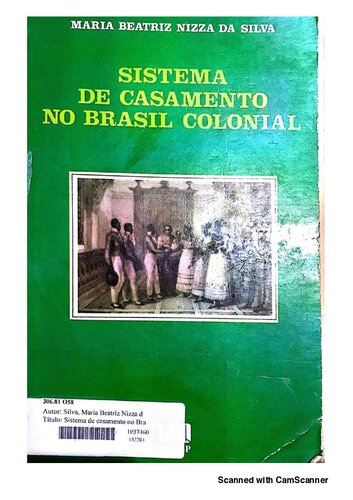 MARIA BEATRIZ NIZZA DA SILVA
SISTEMA
DE CASAMENTO
NO BRASIL COLONIAL
306.81 O58
Autor: Silva, Maria Beatriz Nizza d
Título: Sistema de casamento no Bra
1037460
Scanned with CamScanner